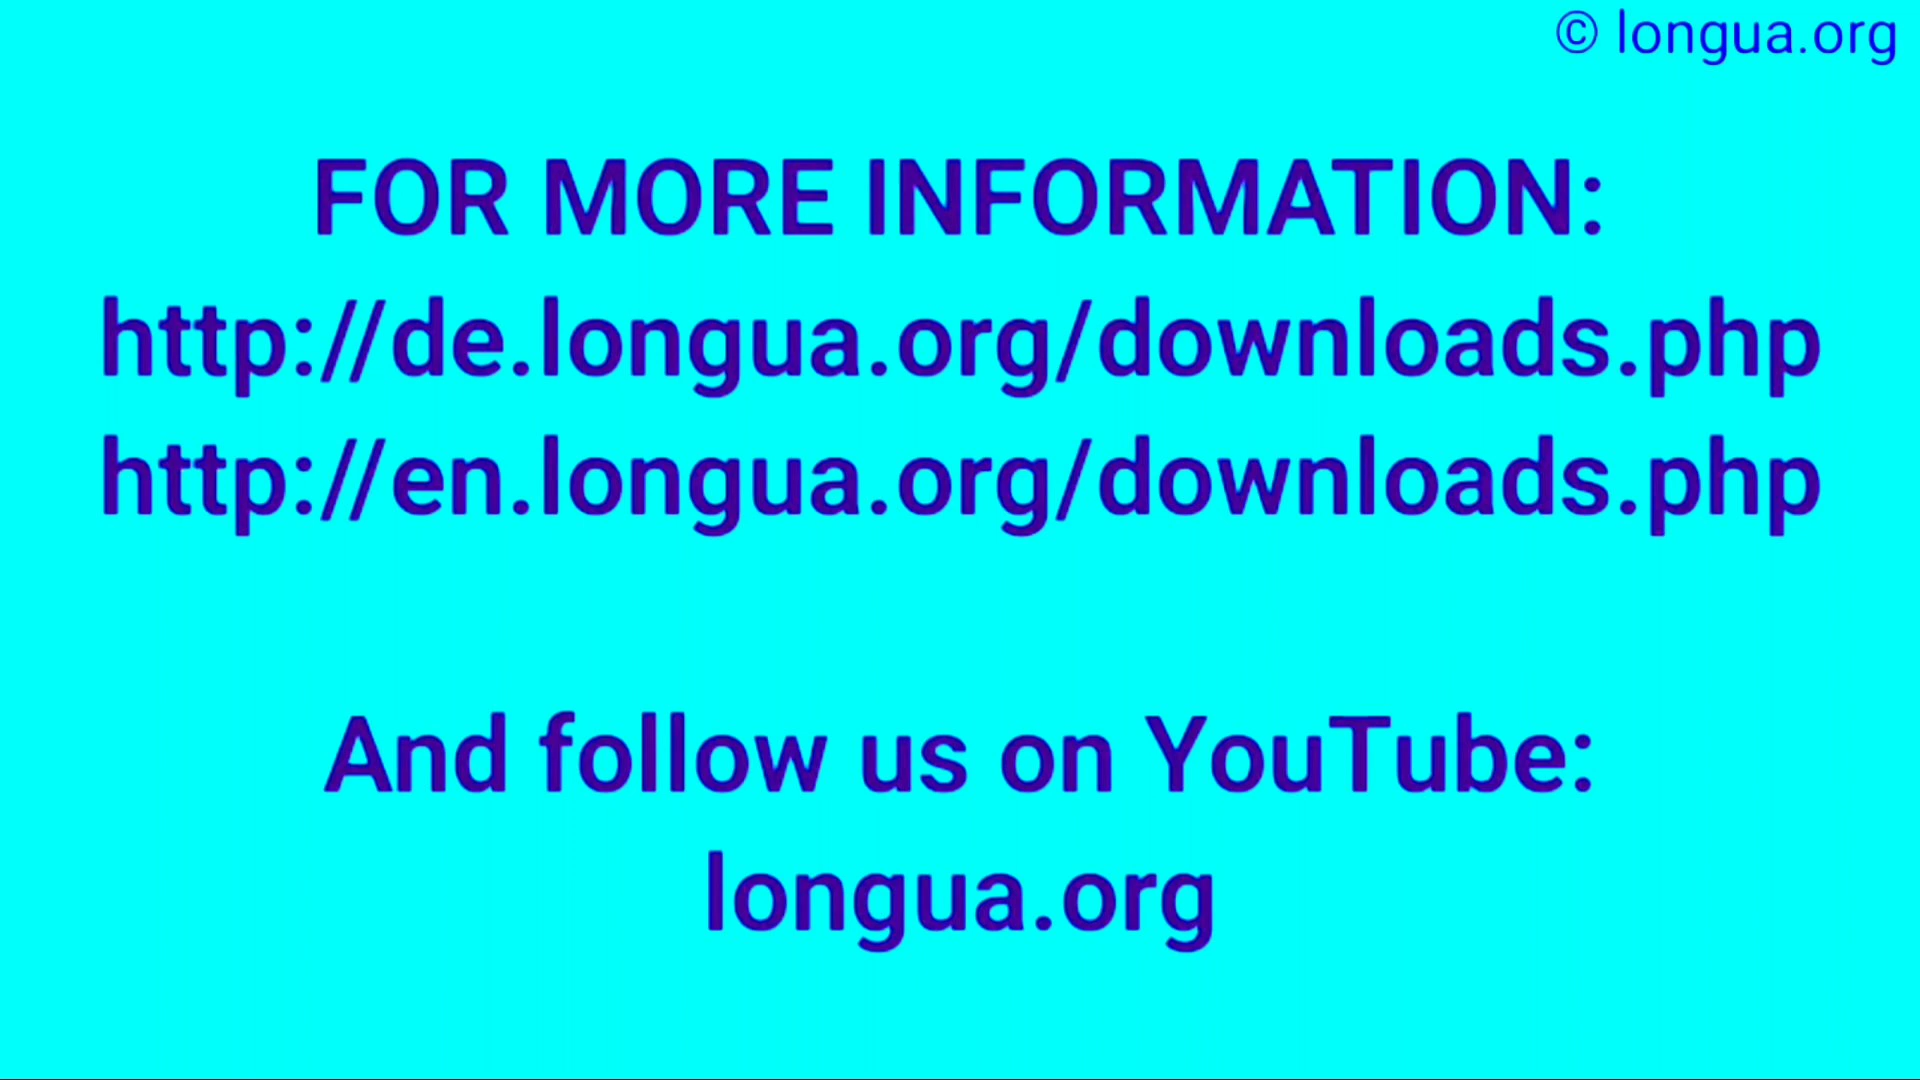 © longua.org
FOR MORE INFORMATION:
http://de.longua.org/downloads.php
http://en.longua.org/downloads.php
And follow us on YouTube:
longua.org